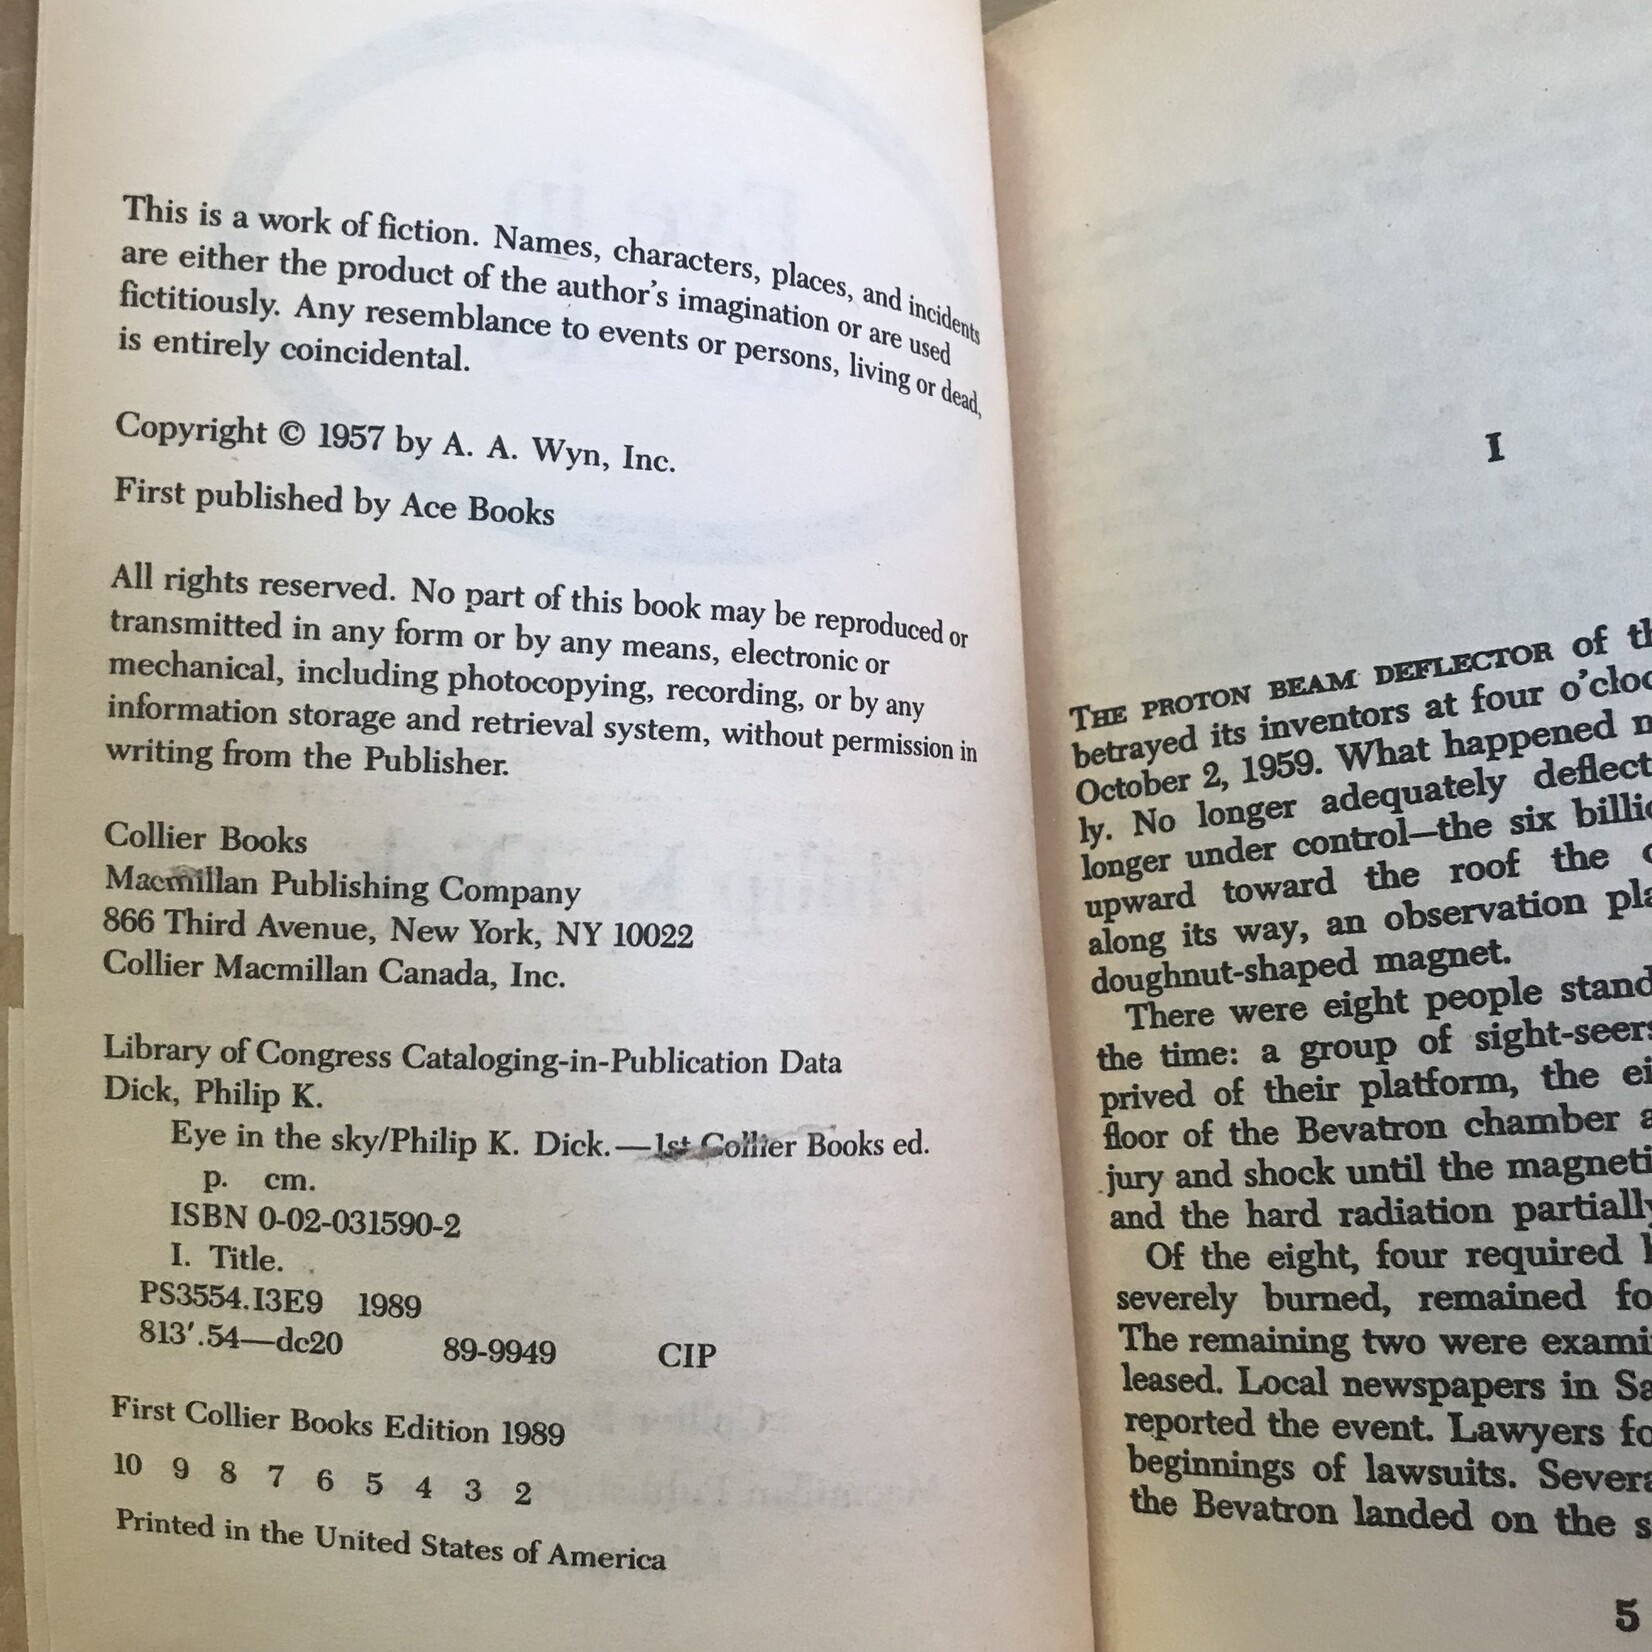 This is a work of fiction. Names, characters, places, and incidents
are either the product of the author's imagination or are used
fictitiously. Any resemblance to events or persons, living or dead,
is entirely coincidental.
Copyright © 1957 by A. A. Wyn, Inc.
First published by Ace Books
All rights reserved. No part of this book may be reproduced or
transmitted in any form or by any means, electronic or
mechanical, including photocopying, recording, or by any
information storage and retrieval system, without permission in
writing from the Publisher.
Collier Books
Macmillan Publishing Company
866 Third Avenue, New York, NY 10022
Collier Macmillan Canada, Inc.
Library of Congress Cataloging-in-Publication Data
Dick, Philip K.
Eye in the sky/Philip K. Dick.—1st Collier Books ed.
p. cm.
ISBN 0-02-031590-2
I. Title.
PS3554.I3E9 1989
813'.54—dc20 89-9949 CIP
First Collier Books Edition 1989
10 9 8 7 6 5 4 3 2
Printed in the United States of America
I
THE PROTON BEAM DEFLECTOR of
betrayed its inventors at four
October 2, 1959. What happened
ly. No longer adequately
longer under control—the six
upward toward the roof the
along its way, an observation
doughnut-shaped magnet.
There were eight people
the time: a group of
prived of their platform, the
floor of the Bevatron chamber
jury and shock until the
and the hard radiation
Of the eight, four required
severely burned, remained
The remaining two were
leased. Local newspapers in
reported the event. Lawyers
beginnings of lawsuits.
the Bevatron landed on the
5